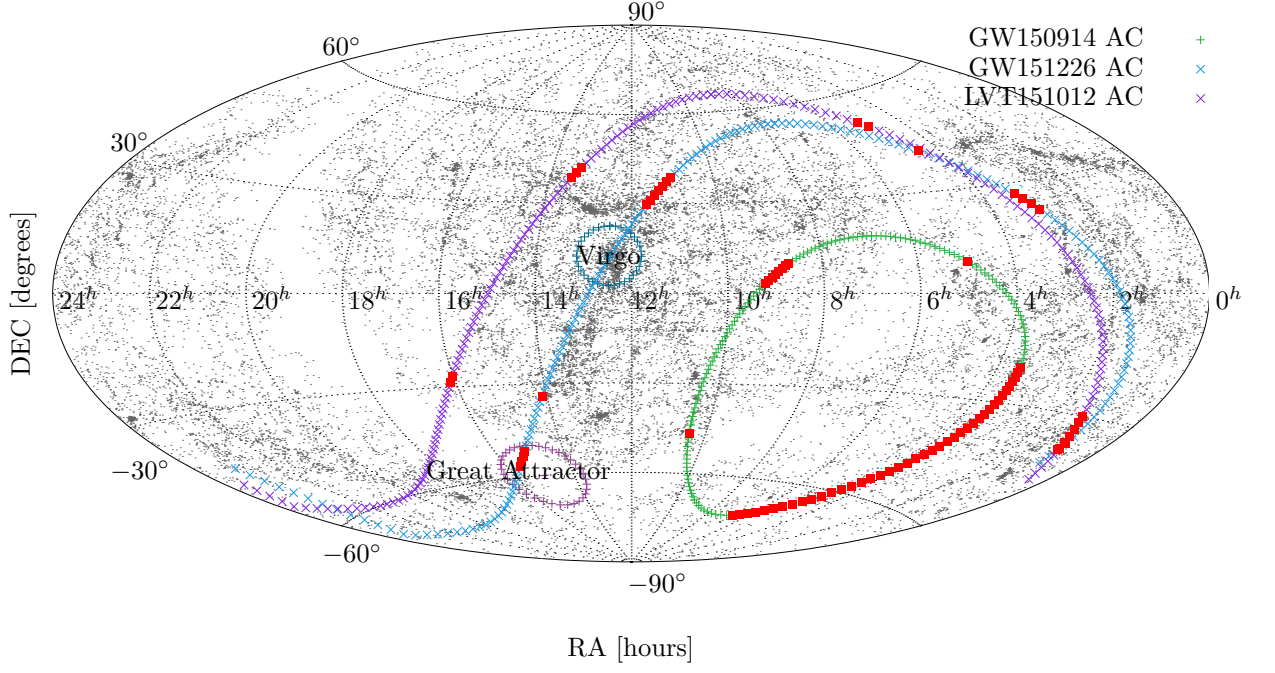 90°
60°
GW150914 AC
GW151226 AC
LVT151012 AC
30°
Virgo
DEC [degrees]
24h 22h 20h 18h 16h 14h 12h 10h 8h 6h 4h 2h 0h
−30°
Great Attractor
−60°
−90°
RA [hours]